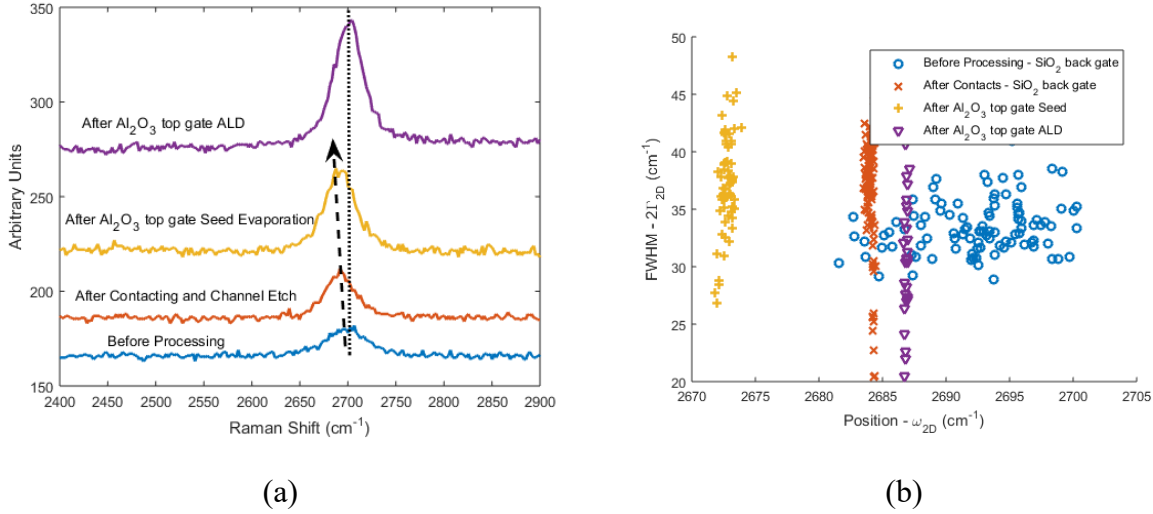 350
300
250
200
150
Arbitrary Units
After Al₂O₃ top gate ALD
After Al₂O₃ top gate Seed Evaporation
After Contacting and Channel Etch
Before Processing
2400 2450 2500 2550 2600 2650 2700 2750 2800 2850 2900
Raman Shift (cm⁻¹)
(a)
50
45
40
35
30
25
20
FWHM - 2Γ₂D (cm⁻¹)
Before Processing - SiO₂ back gate
After Contacts - SiO₂ back gate
After Al₂O₃ top gate Seed
After Al₂O₃ top gate ALD
2670 2675 2680 2685 2690 2695 2700 2705
Position - ω₂D (cm⁻¹)
(b)